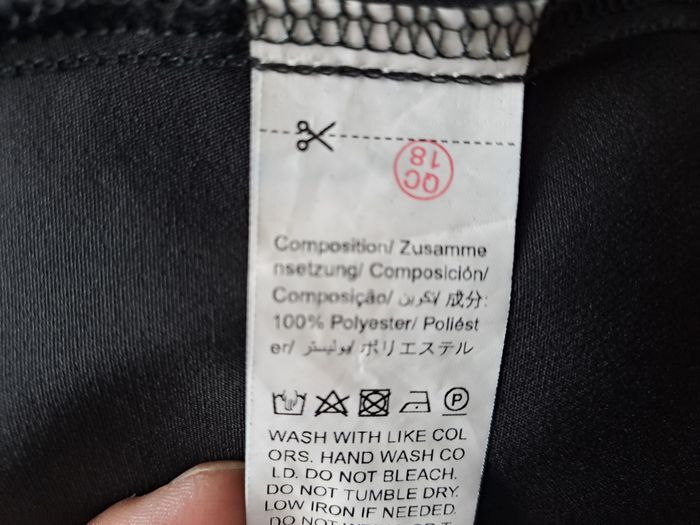 QC
18
Composition/ Zusamme
nsetzung/ Composición/
Composição/ تكوين/ 成分:
100% Polyester/ Poliést
er/ بوليستر/ ポリエステル
P
WASH WITH LIKE COL
ORS. HAND WASH CO
LD. DO NOT BLEACH.
DO NOT TUMBLE DRY.
LOW IRON IF NEEDED.